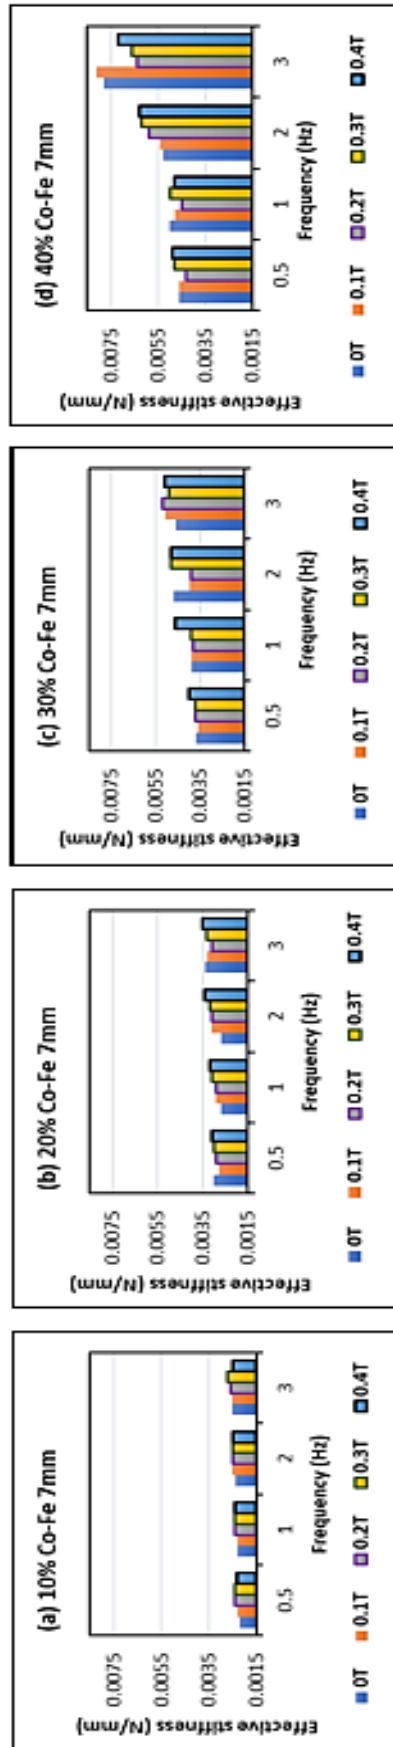 (a) 10% Co-Fe 7mm
Effective stiffness (N/mm)
0.0075
0.0055
0.0035
0.0015
0.5 1 2 3
Frequency (Hz)
0T 0.1T 0.2T 0.3T 0.4T
(b) 20% Co-Fe 7mm
Effective stiffness (N/mm)
0.0075
0.0055
0.0035
0.0015
0.5 1 2 3
Frequency (Hz)
0T 0.1T 0.2T 0.3T 0.4T
(c) 30% Co-Fe 7mm
Effective stiffness (N/mm)
0.0075
0.0055
0.0035
0.0015
0.5 1 2 3
Frequency (Hz)
0T 0.1T 0.2T 0.3T 0.4T
(d) 40% Co-Fe 7mm
Effective stiffness (N/mm)
0.0075
0.0055
0.0035
0.0015
0.5 1 2 3
Frequency (Hz)
0T 0.1T 0.2T 0.3T 0.4T